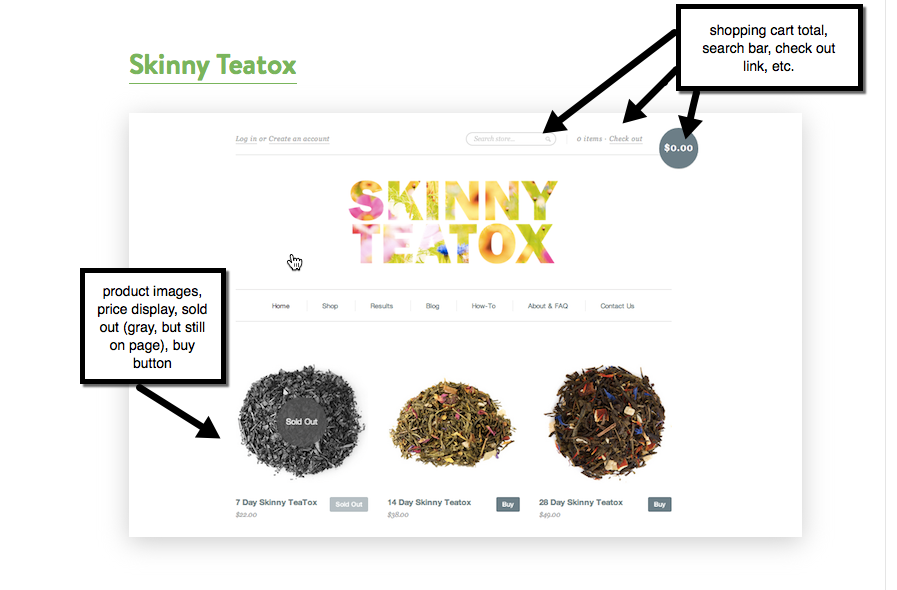 shopping cart total,
search bar, check out
link, etc.
Skinny Teatox
Log in or Create an account
Search store...
0 items - Check out
$0.00
SKINNY
TEATOX
product images,
price display, sold
out (gray, but still
on page), buy
button
Home Shop Results Blog How-To About & FAQ Contact Us
Sold Out
7 Day Skinny TeaTox Sold Out 14 Day Skinny Teatox Buy 28 Day Skinny Teatox Buy
$22.00 $38.00 $49.00